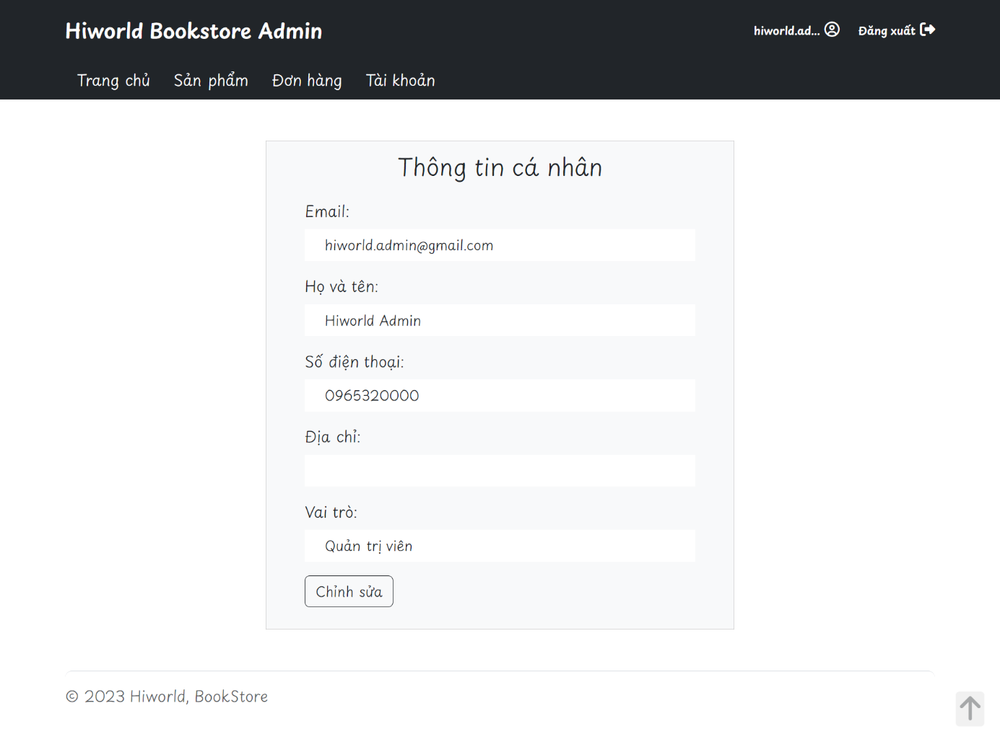 Hiworld Bookstore Admin
hiworld.ad... Đăng xuất
Trang chủ Sản phẩm Đơn hàng Tài khoản
Thông tin cá nhân
Email:
hiworld.admin@gmail.com
Họ và tên:
Hiworld Admin
Số điện thoại:
0965320000
Địa chỉ:
Vai trò:
Quản trị viên
Chỉnh sửa
© 2023 Hiworld, BookStore